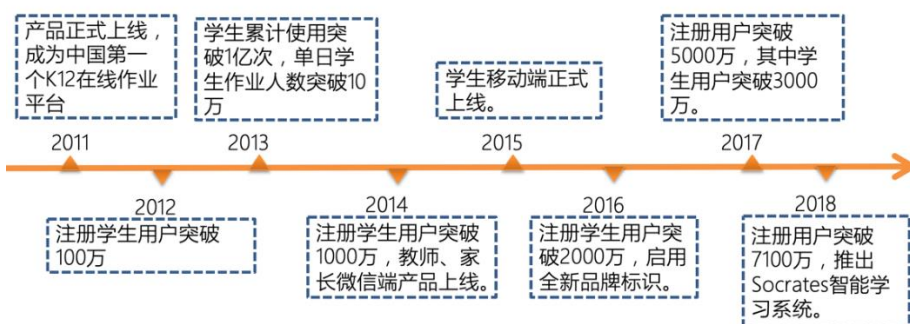 产品正式上线，
成为中国第一
个K12在线作业
平台
2011
学生累计使用突
破1亿次，单日学
生作业人数突破10
万
2013
学生移动端正式
上线。
2015
注册用户突破
5000万，其中学
生用户突破3000
万。
2017
2012
注册学生用户突破
100万
2014
注册学生用户突破
1000万，教师、家
长微信端产品上线。
2016
注册学生用户突
破2000万，启用
全新品牌标识。
2018
注册用户突破
7100万，推出
Socrates智能学
习系统。